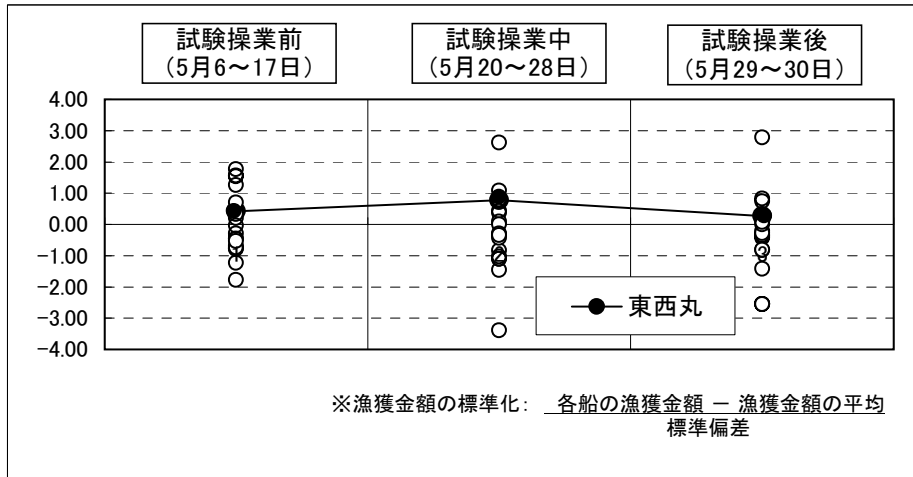 試験操業前
（5月6～17日）
試験操業中
（5月20～28日）
試験操業後
（5月29～30日）
4.00
3.00
2.00
1.00
0.00
−1.00
−2.00
−3.00
−4.00
東西丸
※漁獲金額の標準化： 各船の漁獲金額 － 漁獲金額の平均
標準偏差